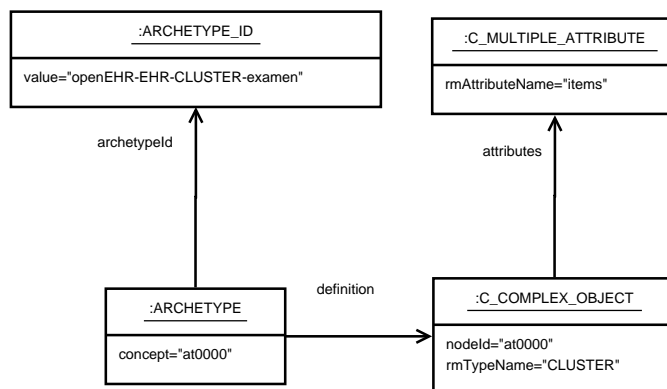 :ARCHETYPE_ID
value="openEHR-EHR-CLUSTER-examen"
:C_MULTIPLE_ATTRIBUTE
rmAttributeName="items"
archetypeId
attributes
definition
:ARCHETYPE
concept="at0000"
:C_COMPLEX_OBJECT
nodeId="at0000"
rmTypeName="CLUSTER"